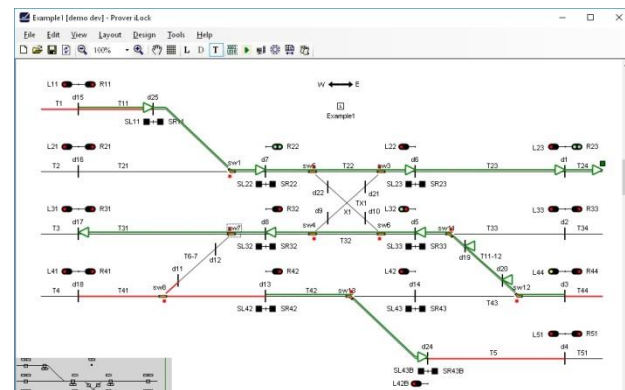 Example1 [demo dev] - Prover iLock
File Edit View Layout Design Tools Help
100% L D T
L11 R11 W E
d15 d25
T1 T11 1
SL11 SR11 Example1
L21 R21 R22 L22 L23 R23
d16 sw1 d7 sw5 T22 sw3 d6 T23 d1 T24
T2 T21
SL22 SR22 d22 d21 SL23 SR23
TX1
L31 R31 R32 d9 X1 d10 L32 L33 R33
d17 sw7 d8 sw4 sw6 d5 sw11 d2
T3 T31 T32 T33 T34
T6-7 SL32 SR32 SL33 SR33 d19 T11-12
L41 R41 d12 R42 L42 L44 R44
d11 d20
d18 sw8 d13 sw13 d14 sw12 d3
T4 T41 T42 T43 T44
SL42 SR42 SL43 SR43
L51 R51
d24 d4
T5 T51
SL43B SR43B
L42B